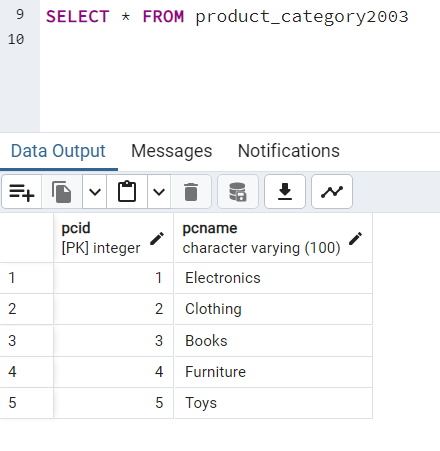 9 SELECT * FROM product_category2003
10
Data Output Messages Notifications
pcid pcname
[PK] integer character varying (100)
1 1 Electronics
2 2 Clothing
3 3 Books
4 4 Furniture
5 5 Toys